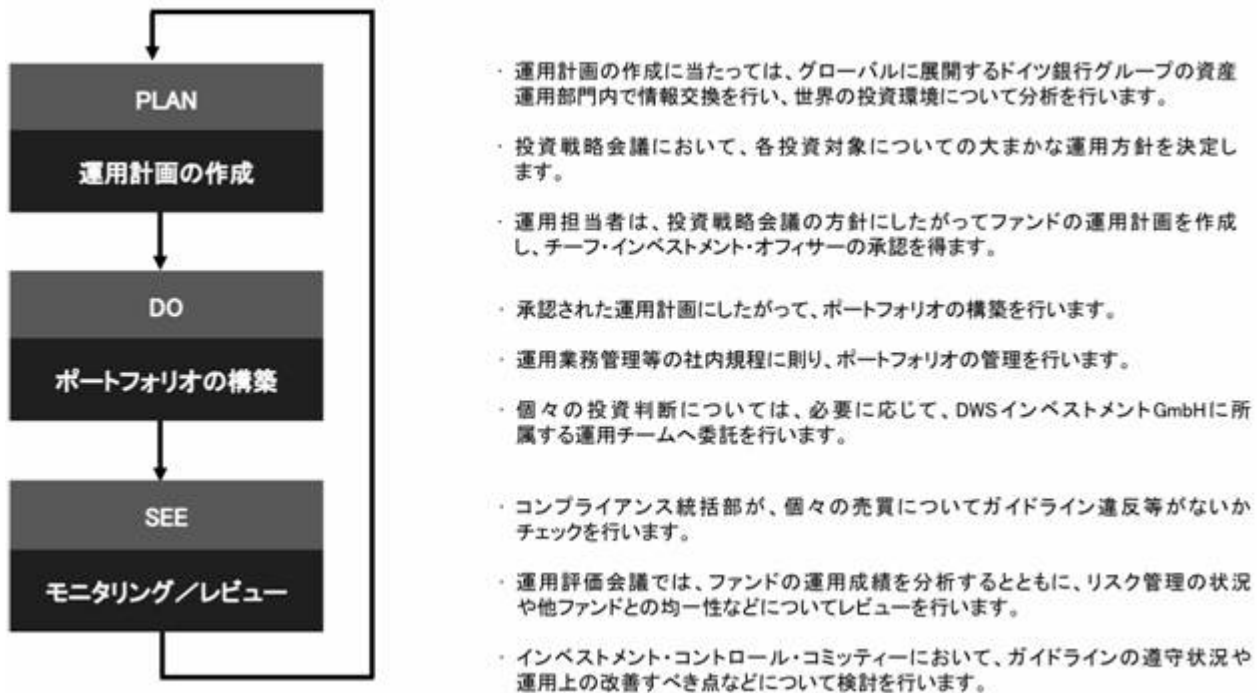 PLAN
運用計画の作成
DO
ポートフォリオの構築
SEE
モニタリング／レビュー
・運用計画の作成に当たっては、グローバルに展開するドイツ銀行グループの資産
運用部門内で情報交換を行い、世界の投資環境について分析を行います。
・投資戦略会議において、各投資対象についての大まかな運用方針を決定し
ます。
・運用担当者は、投資戦略会議の方針にしたがってファンドの運用計画を作成
し、チーフ・インベストメント・オフィサーの承認を得ます。
・承認された運用計画にしたがって、ポートフォリオの構築を行います。
・運用業務管理等の社内規程に則り、ポートフォリオの管理を行います。
・個々の投資判断については、必要に応じて、DWSインベストメントGmbHに所
属する運用チームへ委託を行います。
・コンプライアンス統括部が、個々の売買についてガイドライン違反等がないか
チェックを行います。
・運用評価会議では、ファンドの運用成績を分析するとともに、リスク管理の状況
や他ファンドとの均一性などについてレビューを行います。
・インベストメント・コントロール・コミッティーにおいて、ガイドラインの遵守状況や
運用上の改善すべき点などについて検討を行います。